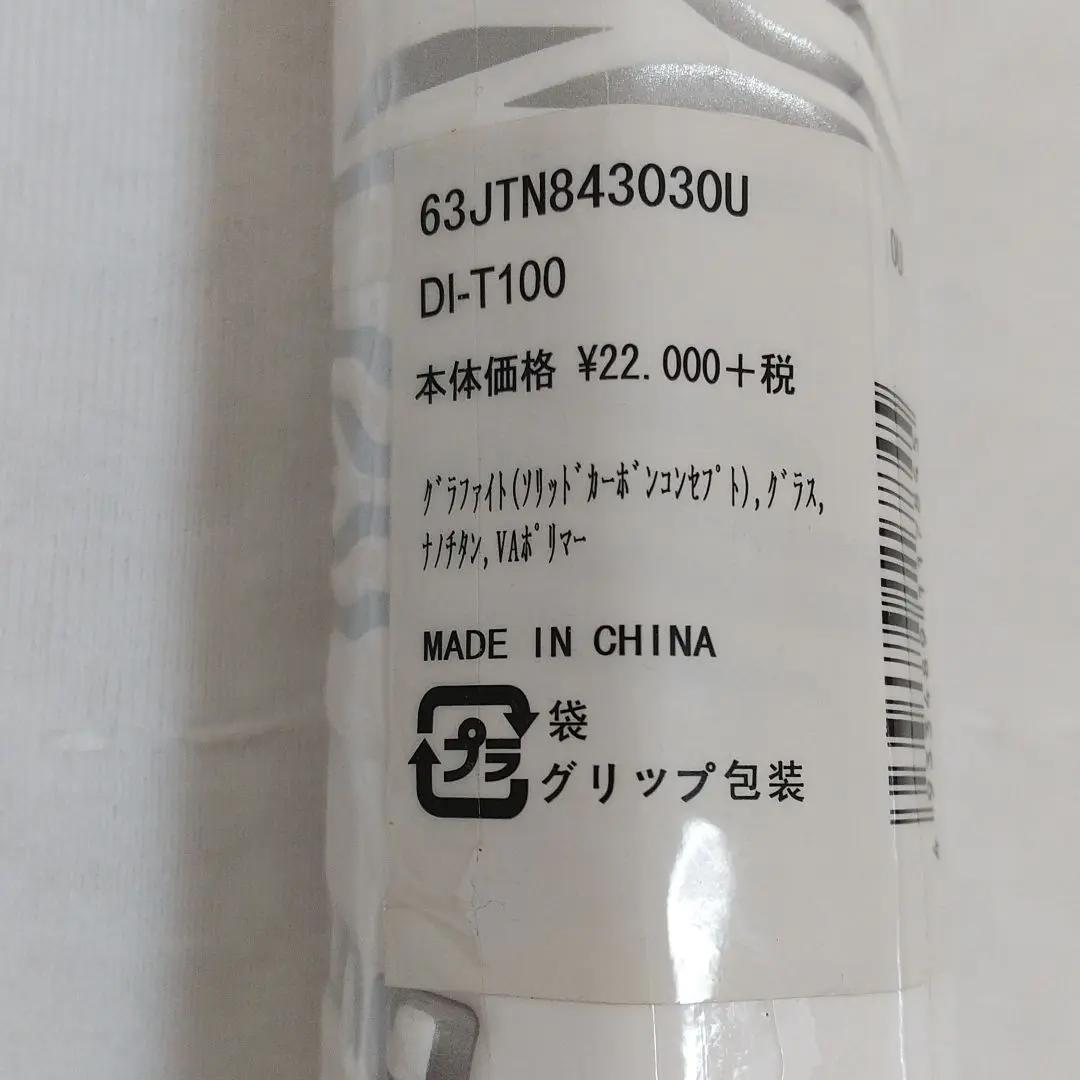 63JTN843030U
DI-T100
本体価格 ¥22.000+税
ｸﾞﾗﾌｧｲﾄ(ｿﾘｯﾄﾞｶｰﾎﾞﾝｺﾝｾﾌﾟﾄ),ｸﾞﾗｽ,
ﾅﾉﾁﾀﾝ,VAﾎﾟﾘﾏｰ
MADE IN CHINA
プラ
袋
グリップ包装